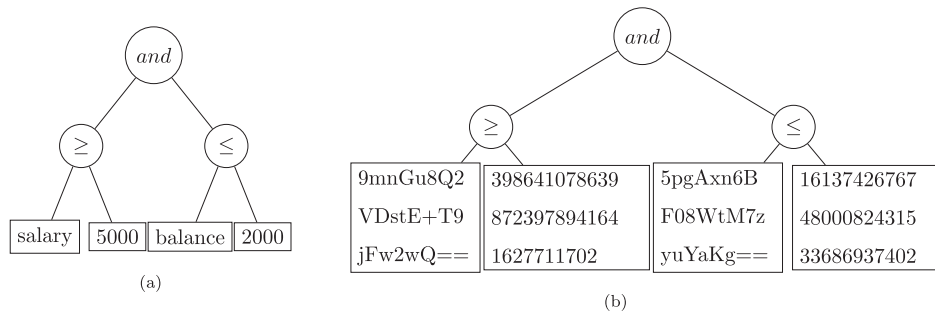 and
≥
≤
salary
5000
balance
2000
(a)
and
≥
≤
9mnGu8Q2
VDstE+T9
jFw2wQ==
398641078639
872397894164
1627711702
5pgAxn6B
F08WtM7z
yuYaKg==
16137426767
48000824315
33686937402
(b)